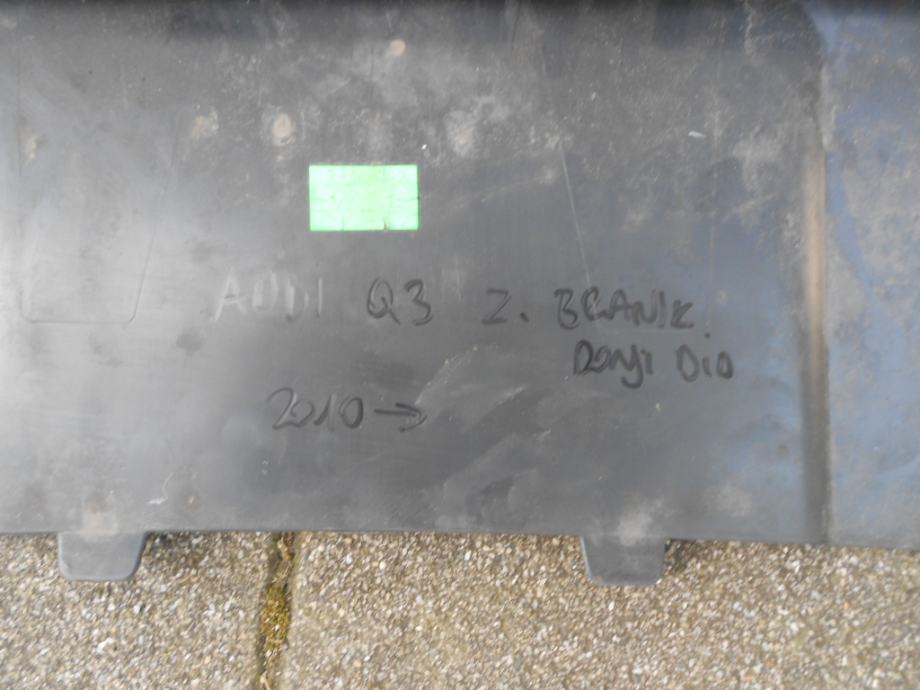 AUDI Q3 Z. BRANIK
Donji Dio
2010→